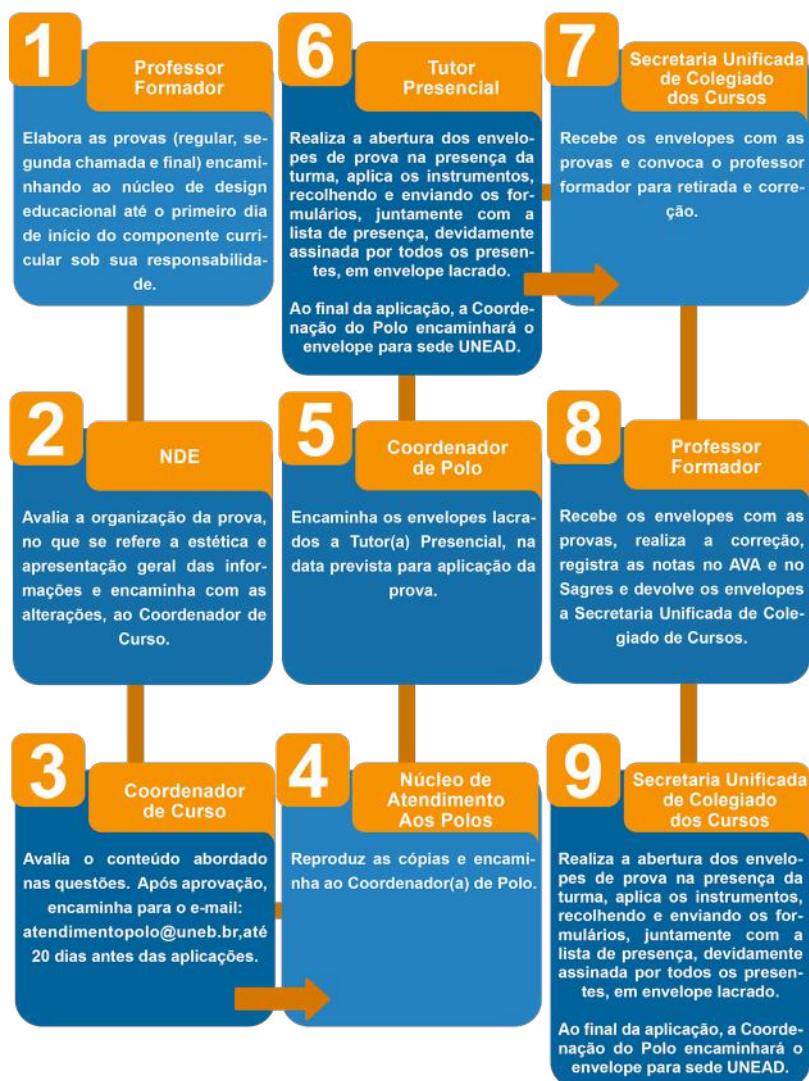 1
Professor
Formador
Elabora as provas (regular, se-
gunda chamada e final) encami-
nhando ao núcleo de design
educacional até o primeiro dia
de início do componente curri-
cular sob sua responsabilida-
de.
2
NDE
Avalia a organização da prova,
no que se refere a estética e
apresentação geral das infor-
mações e encaminha com as
alterações, ao Coordenador de
Curso.
3
Coordenador
de Curso
Avalia o conteúdo abordado
nas questões. Após aprovação,
encaminha para o e-mail:
atendimentopolo@uneb.br,até
20 dias antes das aplicações.
4
Núcleo de
Atendimento
Aos Polos
Reproduz as cópias e encami-
nha ao Coordenador(a) de Polo.
5
Coordenador
de Polo
Encaminha os envelopes lacra-
dos a Tutor(a) Presencial, na
data prevista para aplicação da
prova.
6
Tutor
Presencial
Realiza a abertura dos envelo-
pes de prova na presença da
turma, aplica os instrumentos,
recolhendo e enviando os for-
mulários, juntamente com a
lista de presença, devidamente
assinada por todos os presen-
tes, em envelope lacrado.
Ao final da aplicação, a Coorde-
nação do Polo encaminhará o
envelope para sede UNEAD.
7
Secretaria Unificada
de Colegiado
dos Cursos
Recebe os envelopes com as
provas e convoca o professor
formador para retirada e corre-
ção.
8
Professor
Formador
Recebe os envelopes com as
provas, realiza a correção,
registra as notas no AVA e no
Sagres e devolve os envelopes
a Secretaria Unificada de Cole-
giado de Cursos.
9
Secretaria Unificada
de Colegiado
dos Cursos
Realiza a abertura dos envelo-
pes de prova na presença da
turma, aplica os instrumentos,
recolhendo e enviando os for-
mulários, juntamente com a
lista de presença, devidamente
assinada por todos os presen-
tes, em envelope lacrado.
Ao final da aplicação, a Coorde-
nação do Polo encaminhará o
envelope para sede UNEAD.